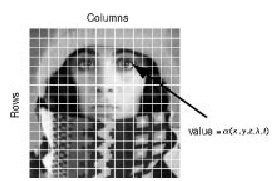 Columns
Rows
value = α(x, y, z, λ, t)